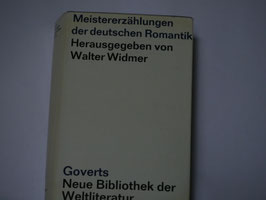 Meistererzählungen
der deutschen Romantik
Herausgegeben von
Walter Widmer
Goverts
Neue Bibliothek der
Weltliteratur